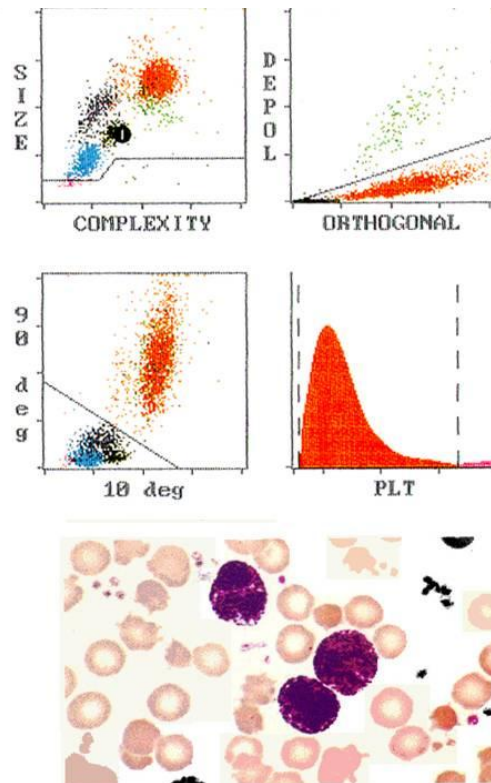 SIZE
COMPLEXITY
DEPOL
ORTHOGONAL
90 deg
10 deg
PLT